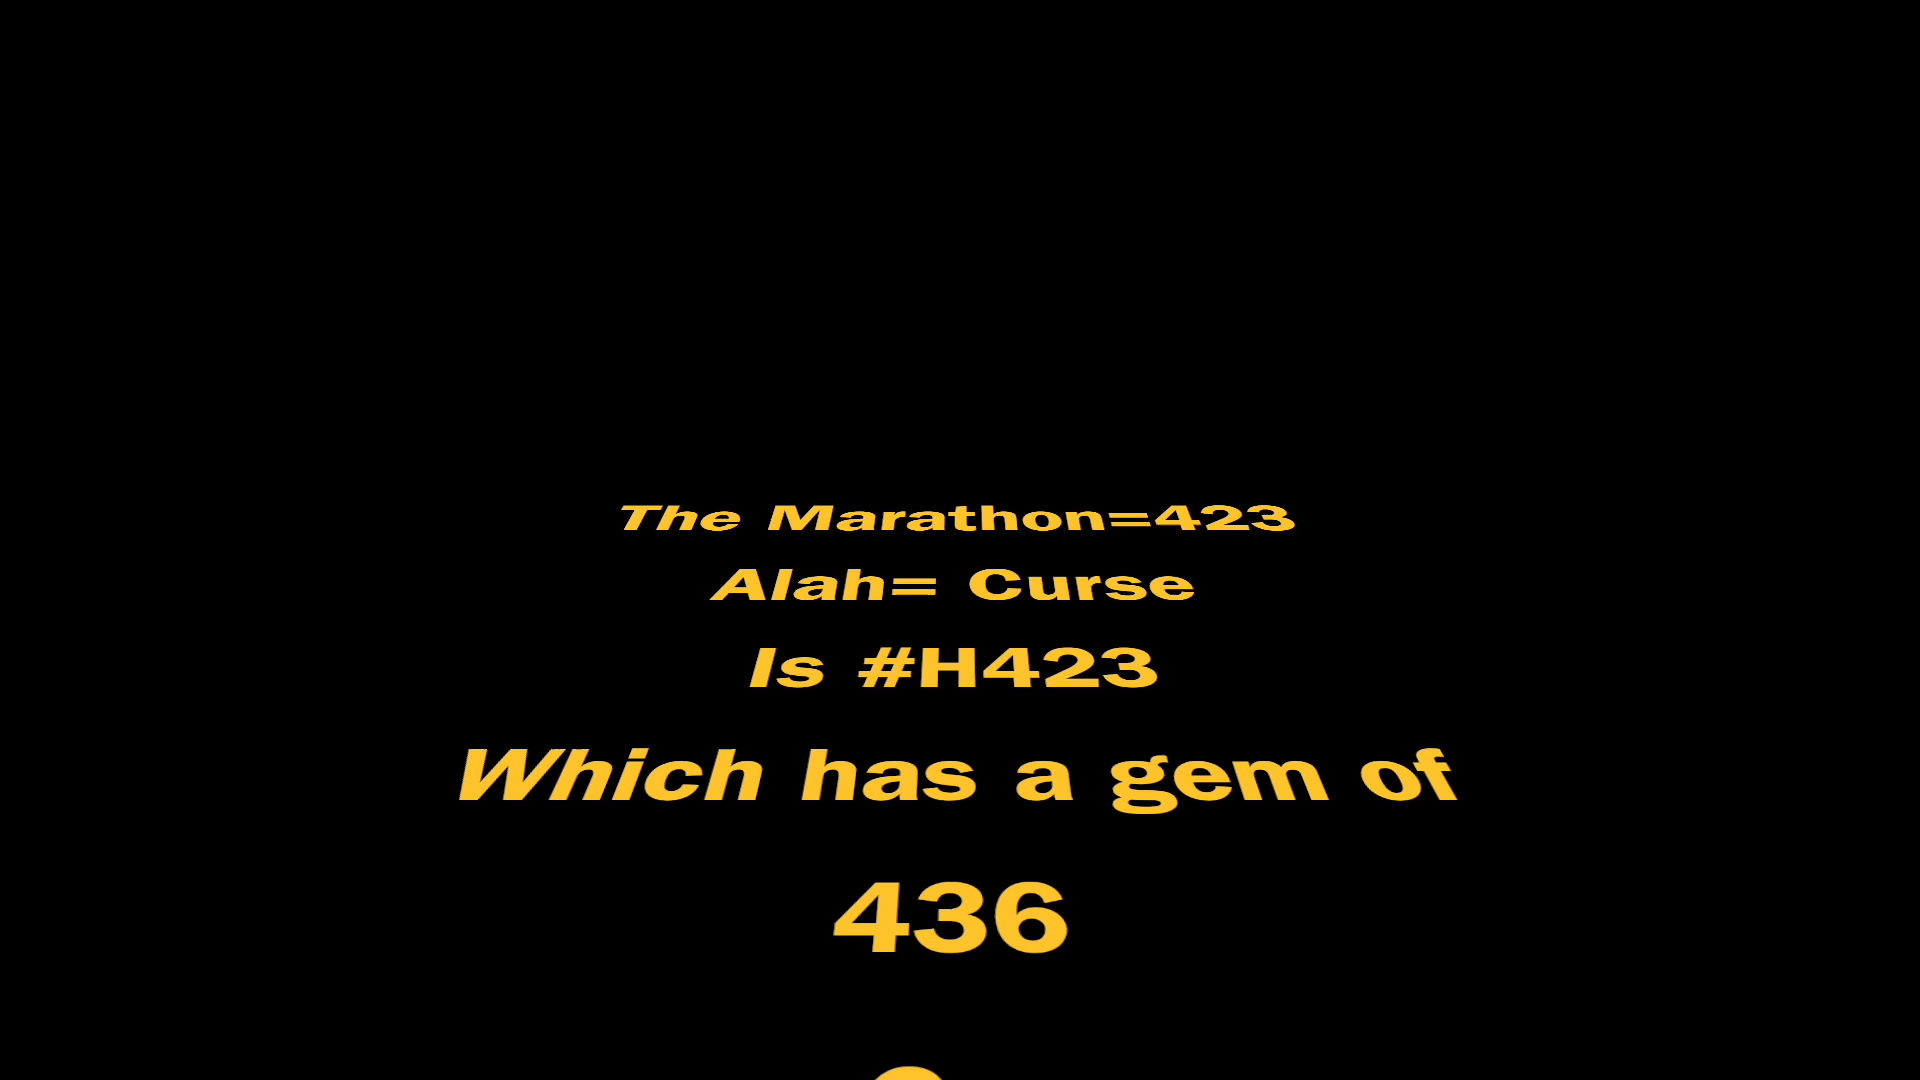 The Marathon=423
Alah= Curse
Is #H423
Which has a gem of
436